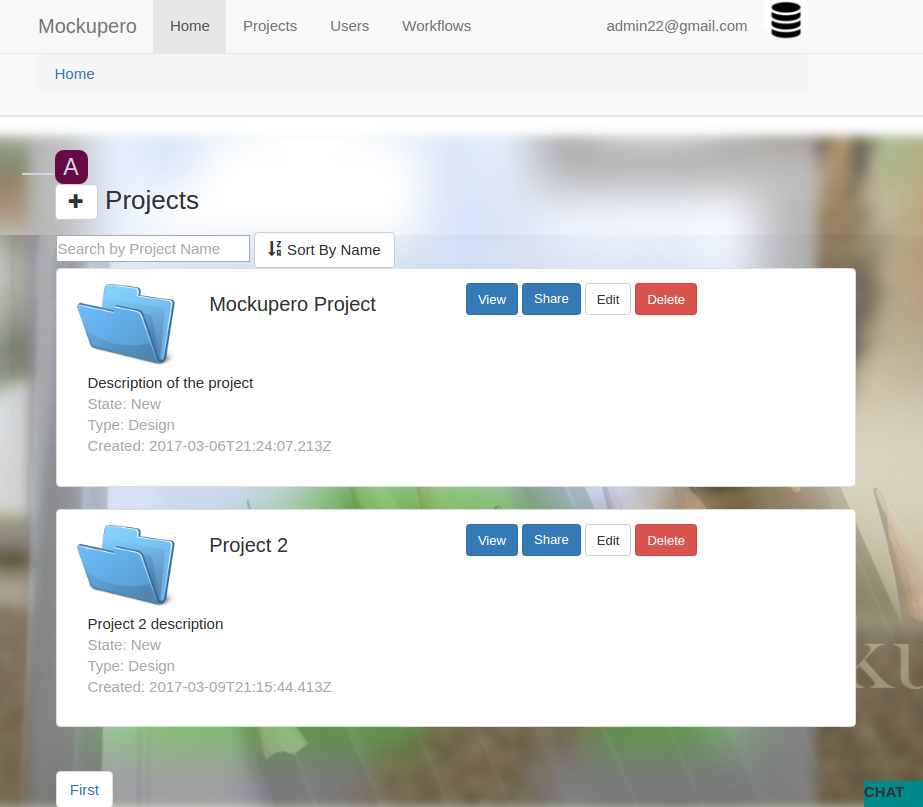 Mockupero Home Projects Users Workflows admin22@gmail.com
Home
A
Projects
Search by Project Name Sort By Name
Mockupero Project View Share Edit Delete
Description of the project
State: New
Type: Design
Created: 2017-03-06T21:24:07.213Z
Project 2 View Share Edit Delete
Project 2 description
State: New
Type: Design
Created: 2017-03-09T21:15:44.413Z
First
CHAT